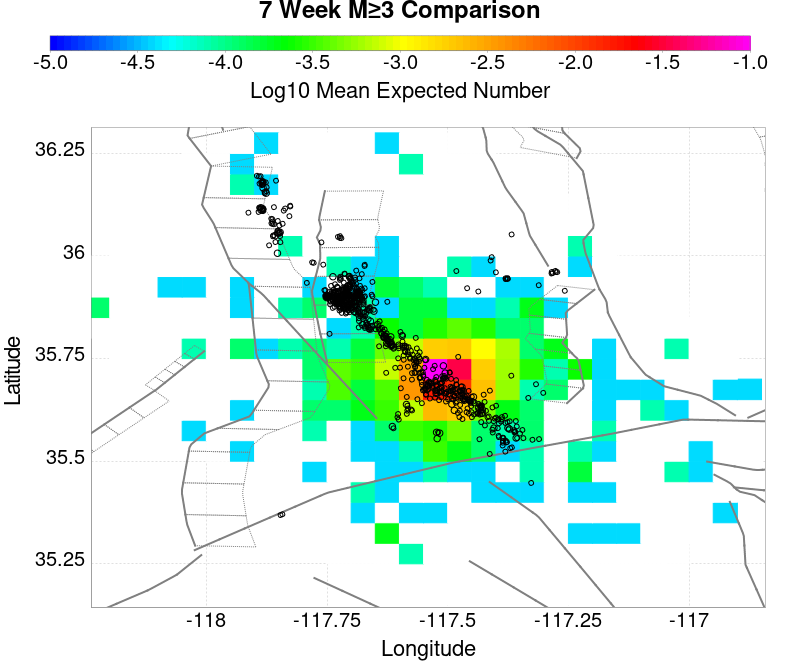 7 Week M≥3 Comparison
-5.0 -4.5 -4.0 -3.5 -3.0 -2.5 -2.0 -1.5 -1.0
Log10 Mean Expected Number
36.25
36
35.75
35.5
35.25
Latitude
-118 -117.75 -117.5 -117.25 -117
Longitude